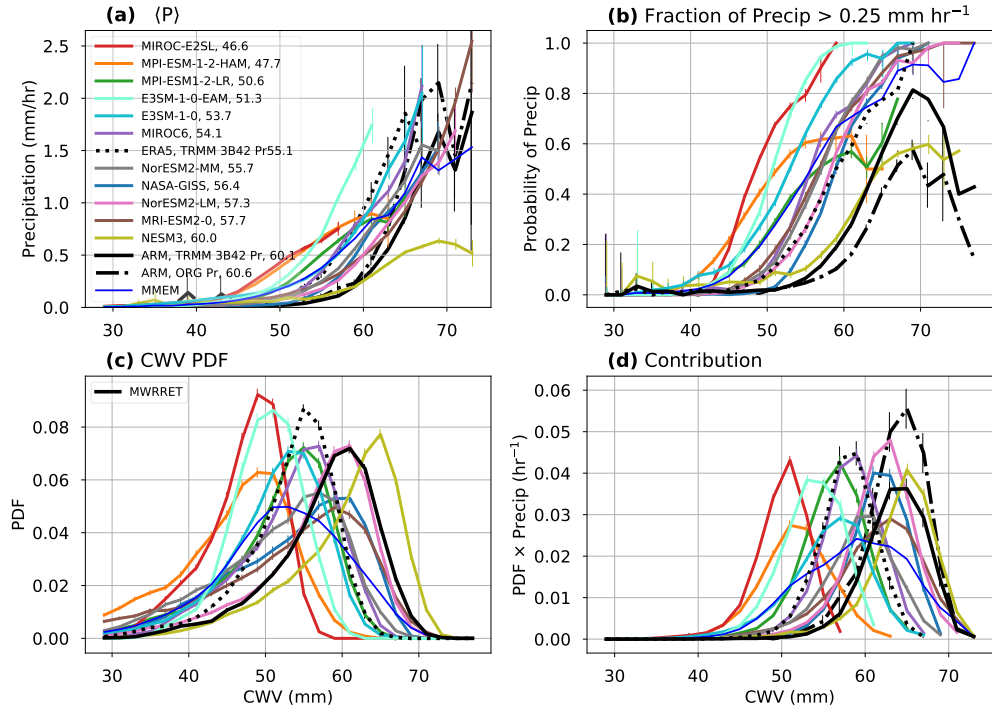 (a) ⟨P⟩
Precipitation (mm/hr)
2.5
2.0
1.5
1.0
0.5
0.0
MIROC-E2SL, 46.6
MPI-ESM-1-2-HAM, 47.7
MPI-ESM1-2-LR, 50.6
E3SM-1-0-EAM, 51.3
E3SM-1-0, 53.7
MIROC6, 54.1
ERA5, TRMM 3B42 Pr55.1
NorESM2-MM, 55.7
NASA-GISS, 56.4
NorESM2-LM, 57.3
MRI-ESM2-0, 57.7
NESM3, 60.0
ARM, TRMM 3B42 Pr, 60.1
ARM, ORG Pr, 60.6
MMEM
30 40 50 60 70
(b) Fraction of Precip > 0.25 mm hr⁻¹
Probability of Precip
1.0
0.8
0.6
0.4
0.2
0.0
30 40 50 60 70
(c) CWV PDF
PDF
MWRRET
0.08
0.06
0.04
0.02
0.00
30 40 50 60 70
CWV (mm)
(d) Contribution
PDF × Precip (hr⁻¹)
0.06
0.05
0.04
0.03
0.02
0.01
0.00
30 40 50 60 70
CWV (mm)